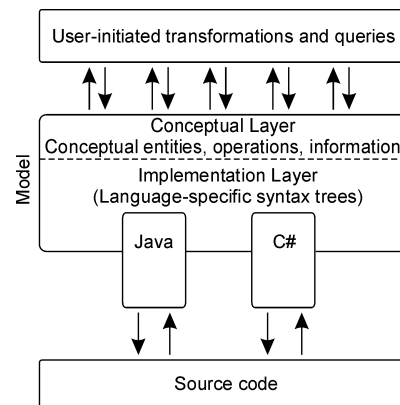 User-initiated transformations and queries
Conceptual Layer
Conceptual entities, operations, information
Model
Implementation Layer
(Language-specific syntax trees)
Java
C#
Source code